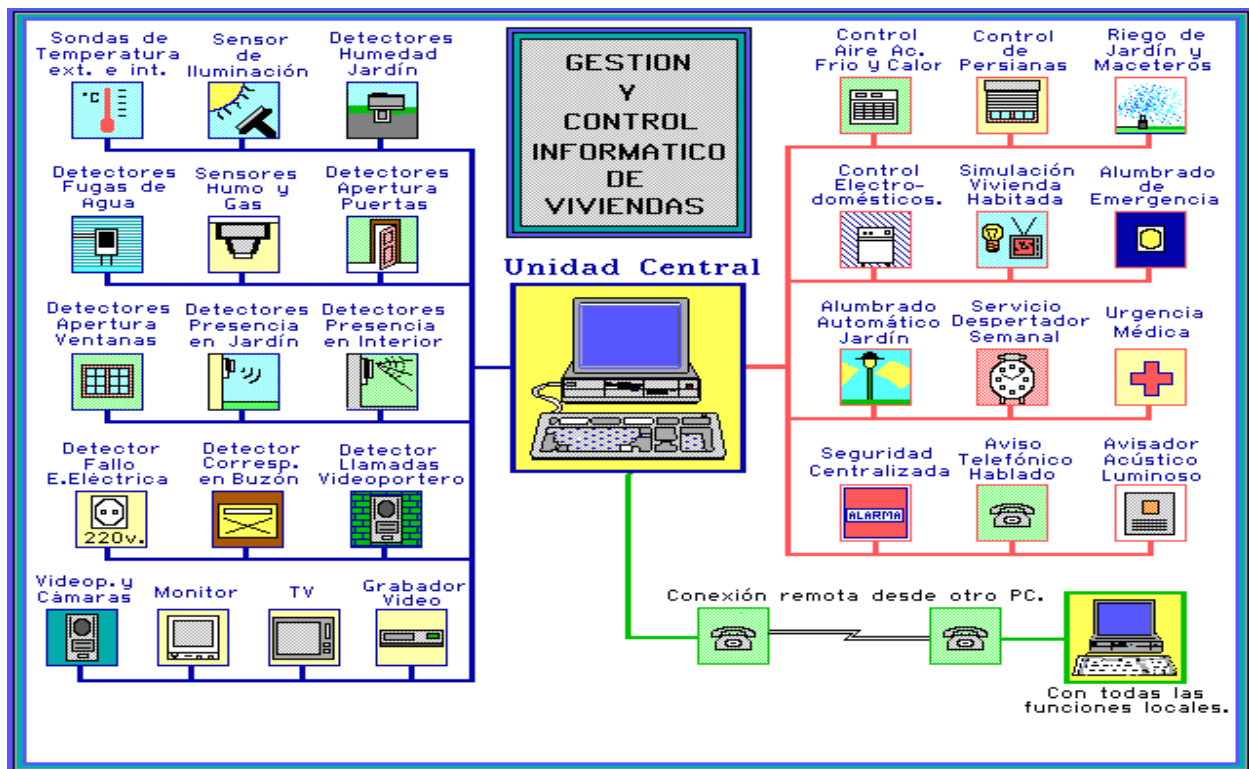 Sondas de
Temperatura
ext. e int.
Sensor
de
Iluminación
Detectores
Humedad
Jardín
GESTION
Y
CONTROL
INFORMATICO
DE
VIVIENDAS
Control
Aire Ac.
Frio y Calor
Control
de
Persianas
Riego de
Jardín y
Maceteros
°C
Detectores
Fugas de
Agua
Sensores
Humo y
Gas
Detectores
Apertura
Puertas
Control
Electro-
domésticos.
Simulación
Vivienda
Habitada
Alumbrado
de
Emergencia
Unidad Central
Detectores
Apertura
Ventanas
Detectores
Presencia
en Jardín
Detectores
Presencia
en Interior
Alumbrado
Automático
Jardín
Servicio
Despertador
Semanal
Urgencia
Médica
Detector
Fallo
E.Eléctrica
220v.
Detector
Corresp.
en Buzón
Detector
Llamadas
Videoportero
Seguridad
Centralizada
ALARMA
Aviso
Telefónico
Hablado
Avisador
Acústico
Luminoso
Videop. y
Cámaras
Monitor
TV
Grabador
Video
Conexión remota desde otro PC.
Con todas las
funciones locales.